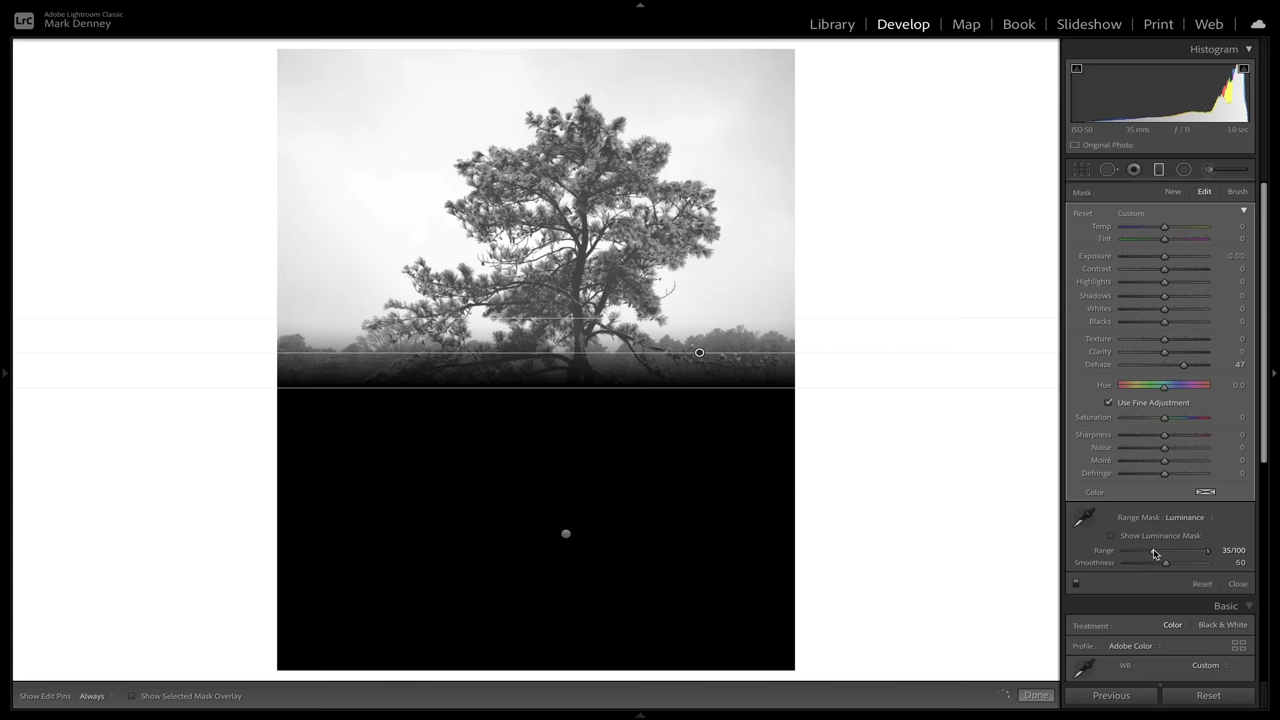 LrC
Adobe Lightroom Classic
Mark Denney
Library | Develop | Map | Book | Slideshow | Print | Web
Histogram
ISO 50 35 mm ƒ / 11 1.0 sec
Original Photo
Mask : New Edit Brush
Reset Custom
Temp 0
Tint 0
Exposure 0.00
Contrast 0
Highlights 0
Shadows 0
Whites 0
Blacks 0
Texture 0
Clarity 0
Dehaze 47
Hue 0.0
Use Fine Adjustment
Saturation 0
Sharpness 0
Noise 0
Moiré 0
Defringe 0
Color
Range Mask : Luminance
Show Luminance Mask
Range 35/100
Smoothness 50
Reset Close
Basic
Treatment : Color Black & White
Profile : Adobe Color
WB : Custom
Show Edit Pins : Always Show Selected Mask Overlay Done Previous Reset